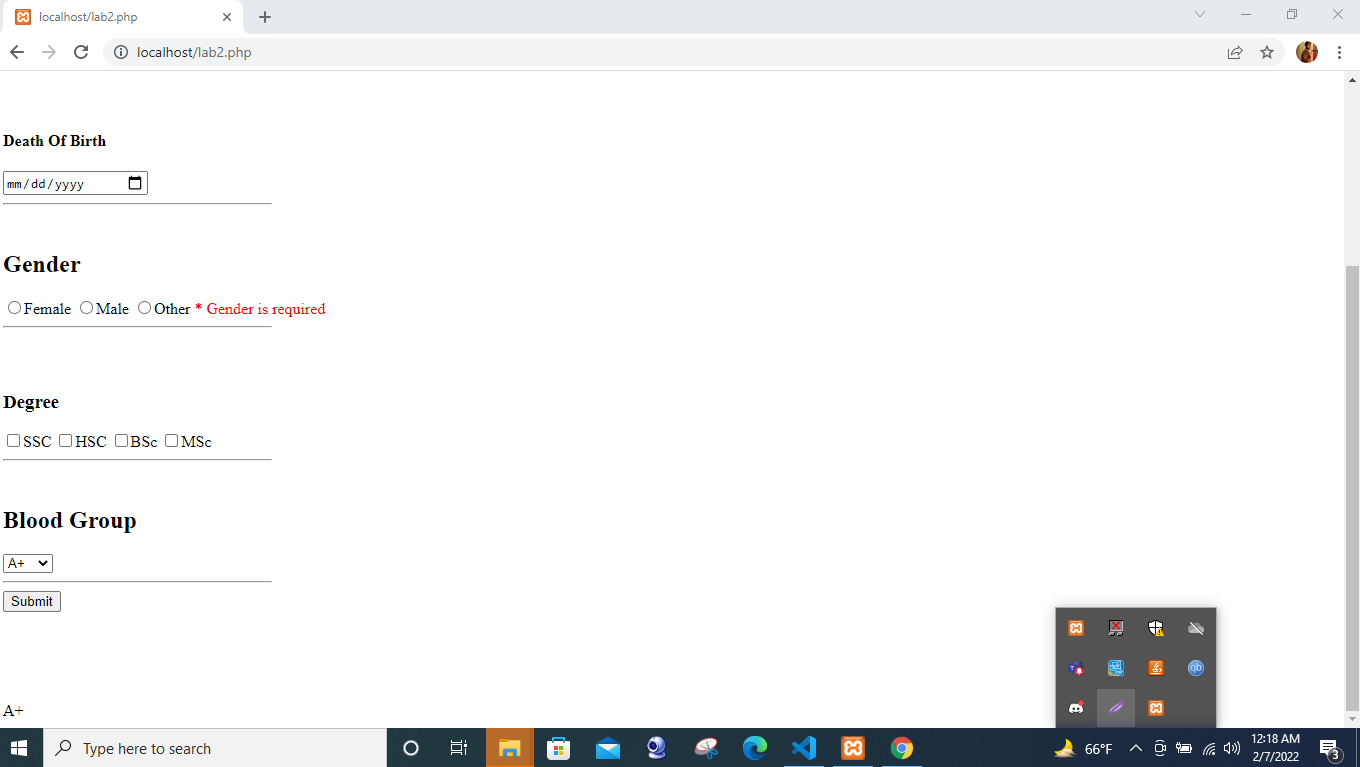 localhost/lab2.php
localhost/lab2.php
Death Of Birth
mm/dd/yyyy
Gender
Female Male Other * Gender is required
Degree
SSC HSC BSc MSc
Blood Group
A+
Submit
qb
A+
Type here to search
66°F
12:18 AM
2/7/2022
3